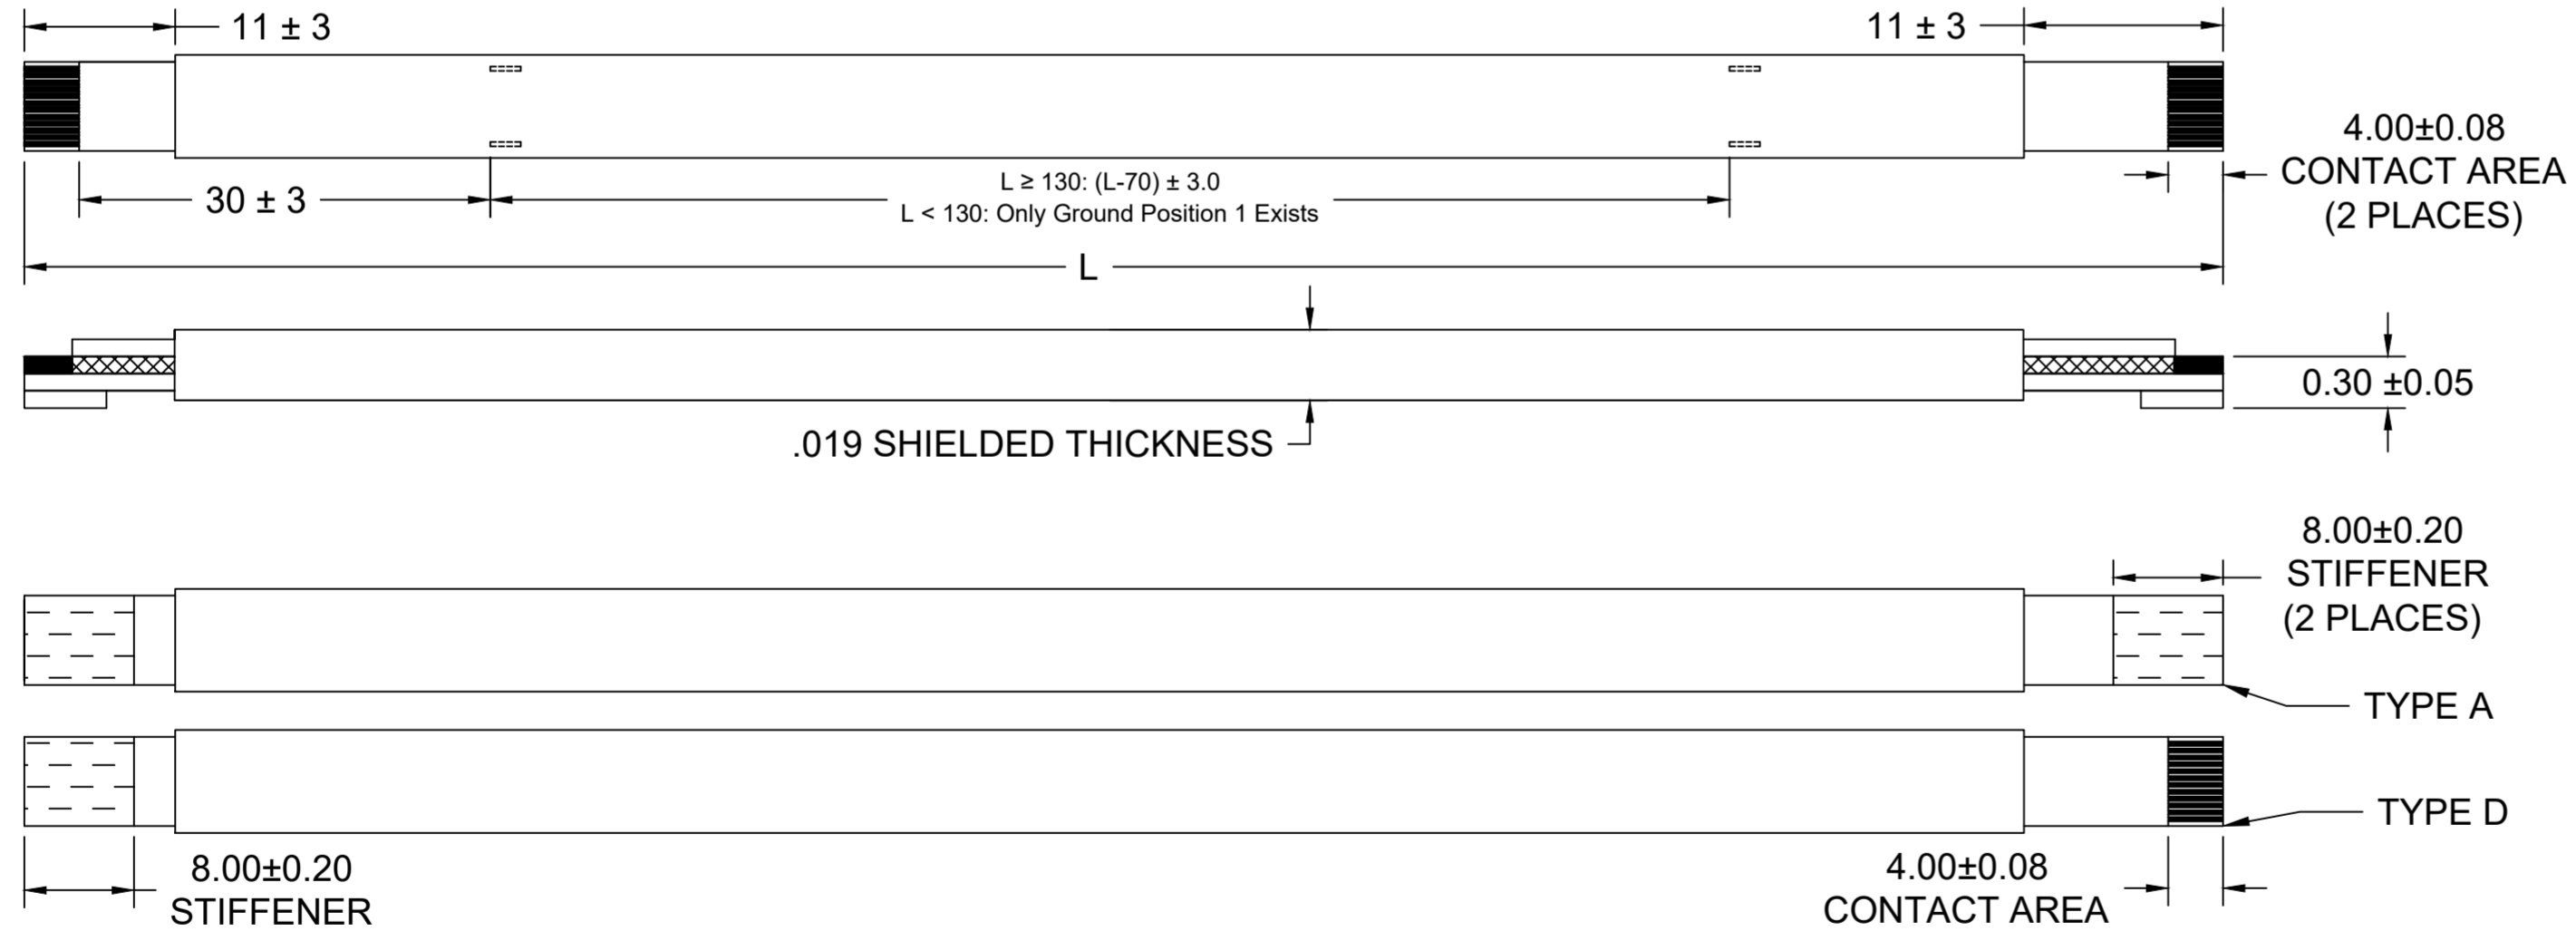 11 ± 3
11 ± 3
4.00±0.08
CONTACT AREA
(2 PLACES)
30 ± 3
L ≥ 130: (L-70) ± 3.0
L < 130: Only Ground Position 1 Exists
L
0.30 ±0.05
.019 SHIELDED THICKNESS
8.00±0.20
STIFFENER
(2 PLACES)
TYPE A
TYPE D
8.00±0.20
STIFFENER
4.00±0.08
CONTACT AREA